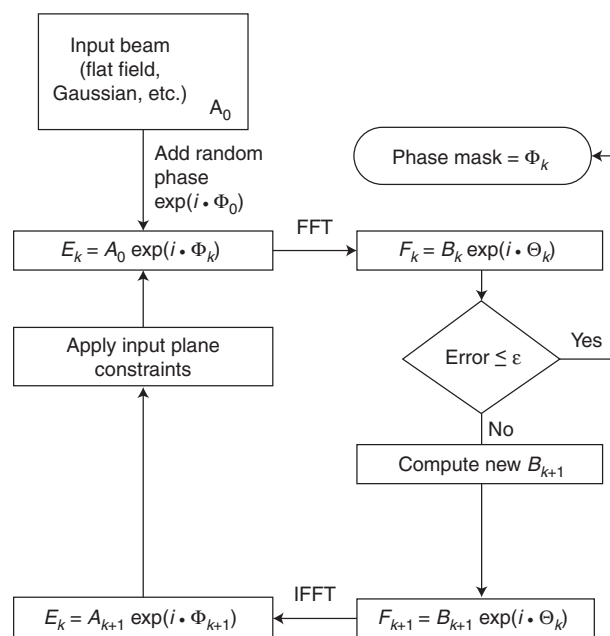 Input beam
(flat field,
Gaussian, etc.)
A₀
Add random
phase
exp(i • Φ₀)
Phase mask = Φₖ
Eₖ = A₀ exp(i • Φₖ)
FFT
Fₖ = Bₖ exp(i • Θₖ)
Apply input plane
constraints
Error ≤ ε
Yes
No
Compute new Bₖ₊₁
Eₖ = Aₖ₊₁ exp(i • Φₖ₊₁)
IFFT
Fₖ₊₁ = Bₖ₊₁ exp(i • Θₖ)